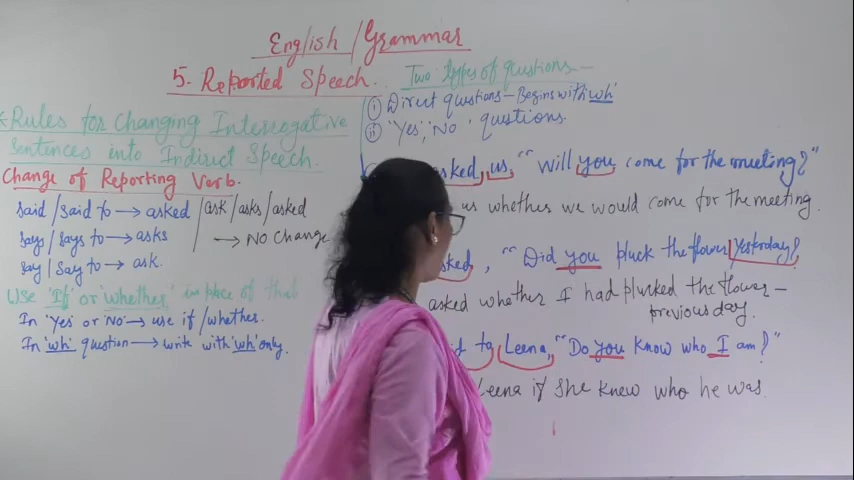 English / Grammar
5. Reported Speech.
*Rules for Changing Interrogative
Sentences into Indirect Speech.
Change of Reporting Verb.
Said / Said to → asked
Say / Says to → asks
Say / Say to → ask.
ask / asks / asked
→ NO Change
Use 'If' or 'whether' in place of that
In 'Yes' or 'NO' → use if / whether.
In 'wh' question → write with 'wh' only.
Two types of questions -
(i) Direct questions - Begins with 'wh'
(ii) 'Yes', 'No' questions.
asked us, "Will you come for the meeting?"
us whether we would come for the meeting.
asked, "Did you pluck the flower yesterday?
asked whether I had plucked the flower -
previous day.
to Leena, "Do you know who I am?"
Leena if she knew who he was.